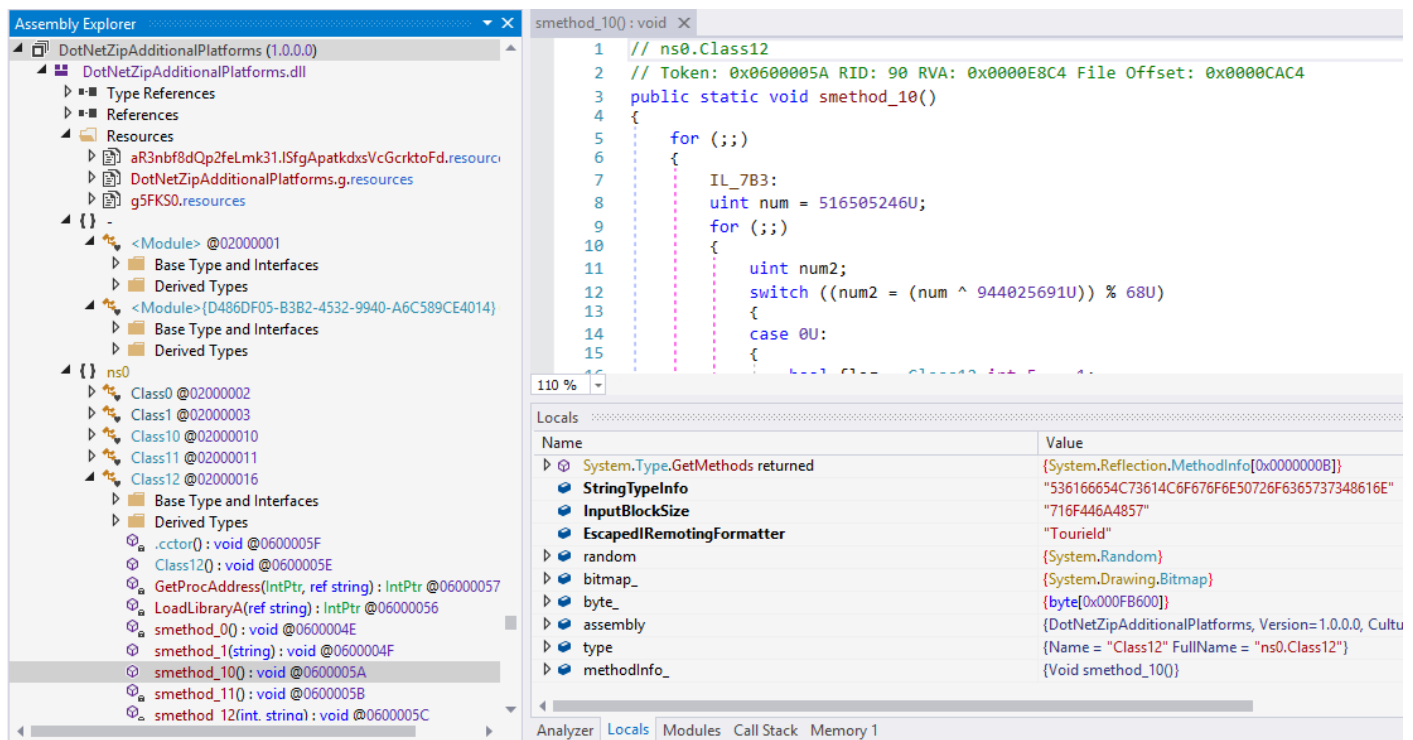 Assembly Explorer
DotNetZipAdditionalPlatforms (1.0.0.0)
DotNetZipAdditionalPlatforms.dll
Type References
References
Resources
aR3nbf8dQp2feLmk31.lSfgApatkdxsVcGcrktoFd.resourc
DotNetZipAdditionalPlatforms.g.resources
g5FKS0.resources
{ } -
<Module> @02000001
Base Type and Interfaces
Derived Types
<Module>{D486DF05-B3B2-4532-9940-A6C589CE4014}
Base Type and Interfaces
Derived Types
{ } ns0
Class0 @02000002
Class1 @02000003
Class10 @02000010
Class11 @02000011
Class12 @02000016
Base Type and Interfaces
Derived Types
.cctor() : void @0600005F
Class12() : void @0600005E
GetProcAddress(IntPtr, ref string) : IntPtr @06000057
LoadLibraryA(ref string) : IntPtr @06000056
smethod_0() : void @0600004E
smethod_1(string) : void @0600004F
smethod_10() : void @0600005A
smethod_11() : void @0600005B
smethod_12(int, string) : void @0600005C
smethod_10() : void
1 // ns0.Class12
2 // Token: 0x0600005A RID: 90 RVA: 0x0000E8C4 File Offset: 0x0000CAC4
3 public static void smethod_10()
4 {
5 for (;;)
6 {
7 IL_7B3:
8 uint num = 516505246U;
9 for (;;)
10 {
11 uint num2;
12 switch ((num2 = (num ^ 944025691U)) % 68U)
13 {
14 case 0U:
15 {
110 %
Locals
Name Value
System.Type.GetMethods returned {System.Reflection.MethodInfo[0x0000000B]}
StringTypeInfo "536166654C73614C6F676F6E50726F6365737348616E"
InputBlockSize "716F446A4857"
EscapedIRemotingFormatter "Tourield"
random {System.Random}
bitmap_ {System.Drawing.Bitmap}
byte_ {byte[0x000FB600]}
assembly {DotNetZipAdditionalPlatforms, Version=1.0.0.0, Cultu
type {Name = "Class12" FullName = "ns0.Class12"}
methodInfo_ {Void smethod_10()}
Analyzer Locals Modules Call Stack Memory 1